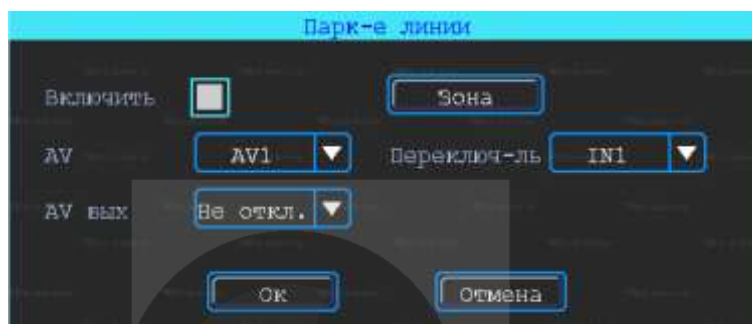 Парк-е линии
Включить Зона
AV AV1 Переключ-ль IN1
AV вых Не откл.
Ок Отмена